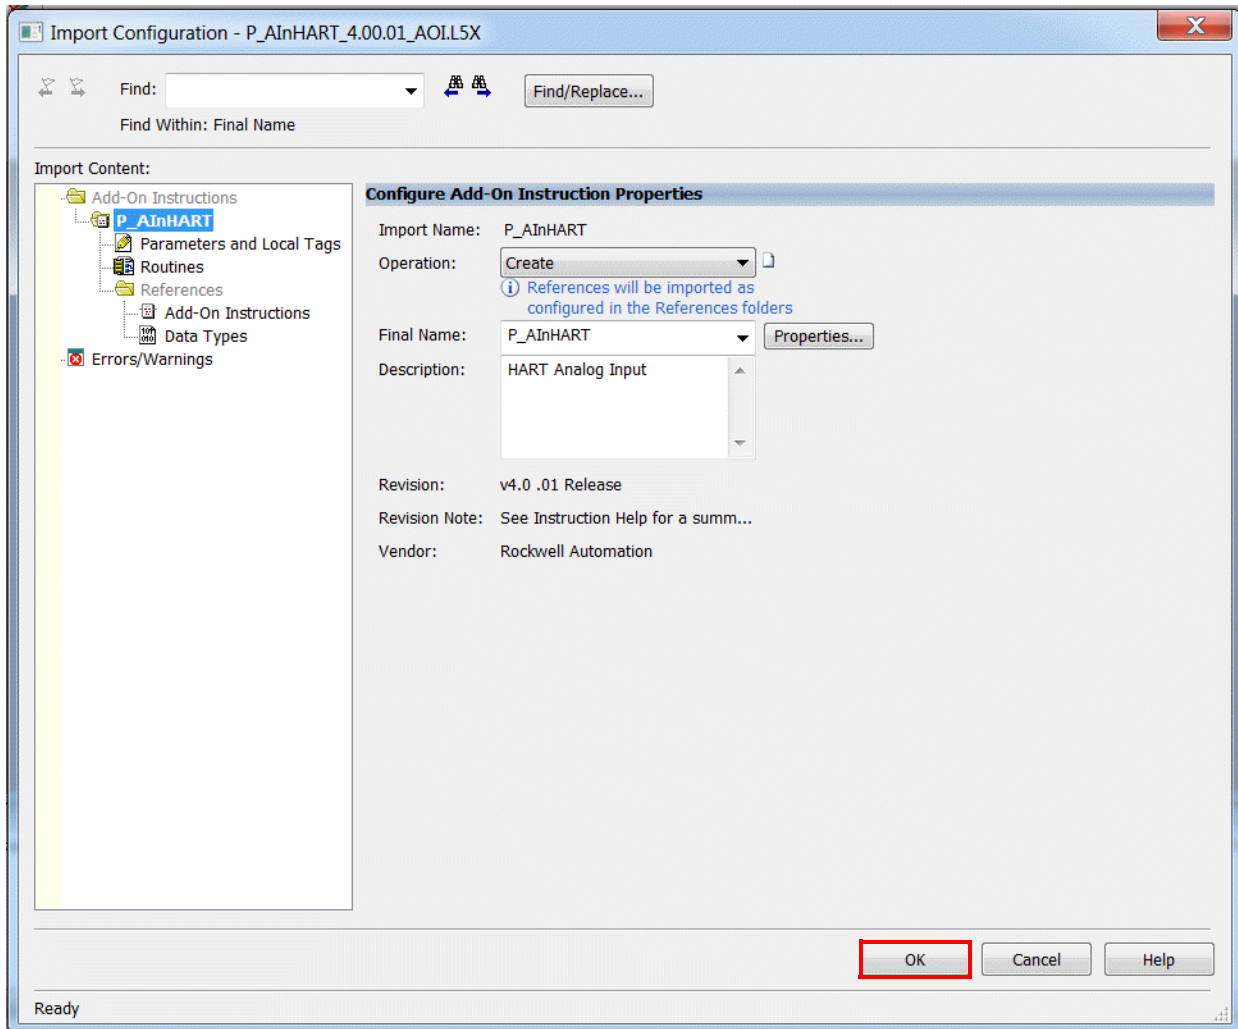 Import Configuration - P_AInHART_4.00.01_AOI.L5X
Find:
Find/Replace...
Find Within: Final Name
Import Content:
Add-On Instructions
P_AInHART
Parameters and Local Tags
Routines
References
Add-On Instructions
Data Types
Errors/Warnings
Configure Add-On Instruction Properties
Import Name: P_AInHART
Operation: Create
References will be imported as
configured in the References folders
Final Name: P_AInHART Properties...
Description: HART Analog Input
Revision: v4.0 .01 Release
Revision Note: See Instruction Help for a summ...
Vendor: Rockwell Automation
OK Cancel Help
Ready